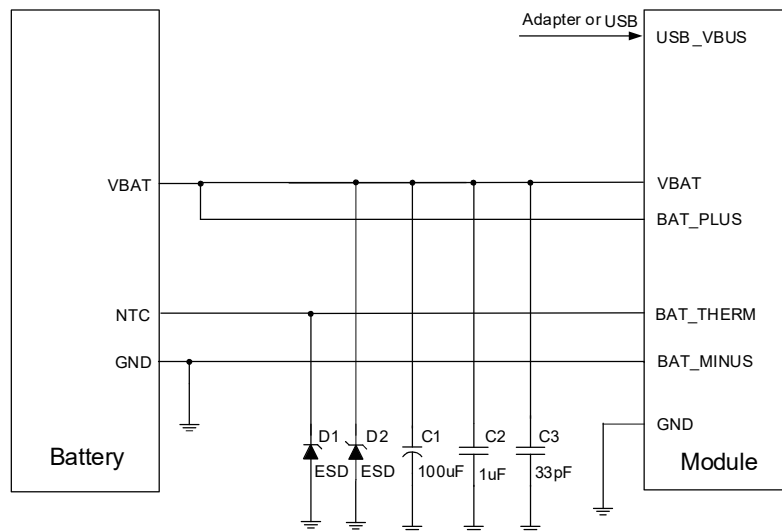 Adapter or USB
USB_VBUS
VBAT
VBAT
BAT_PLUS
NTC
BAT_THERM
GND
BAT_MINUS
GND
D1
D2
C1
C2
C3
ESD
ESD
100uF
1uF
33pF
Battery
Module